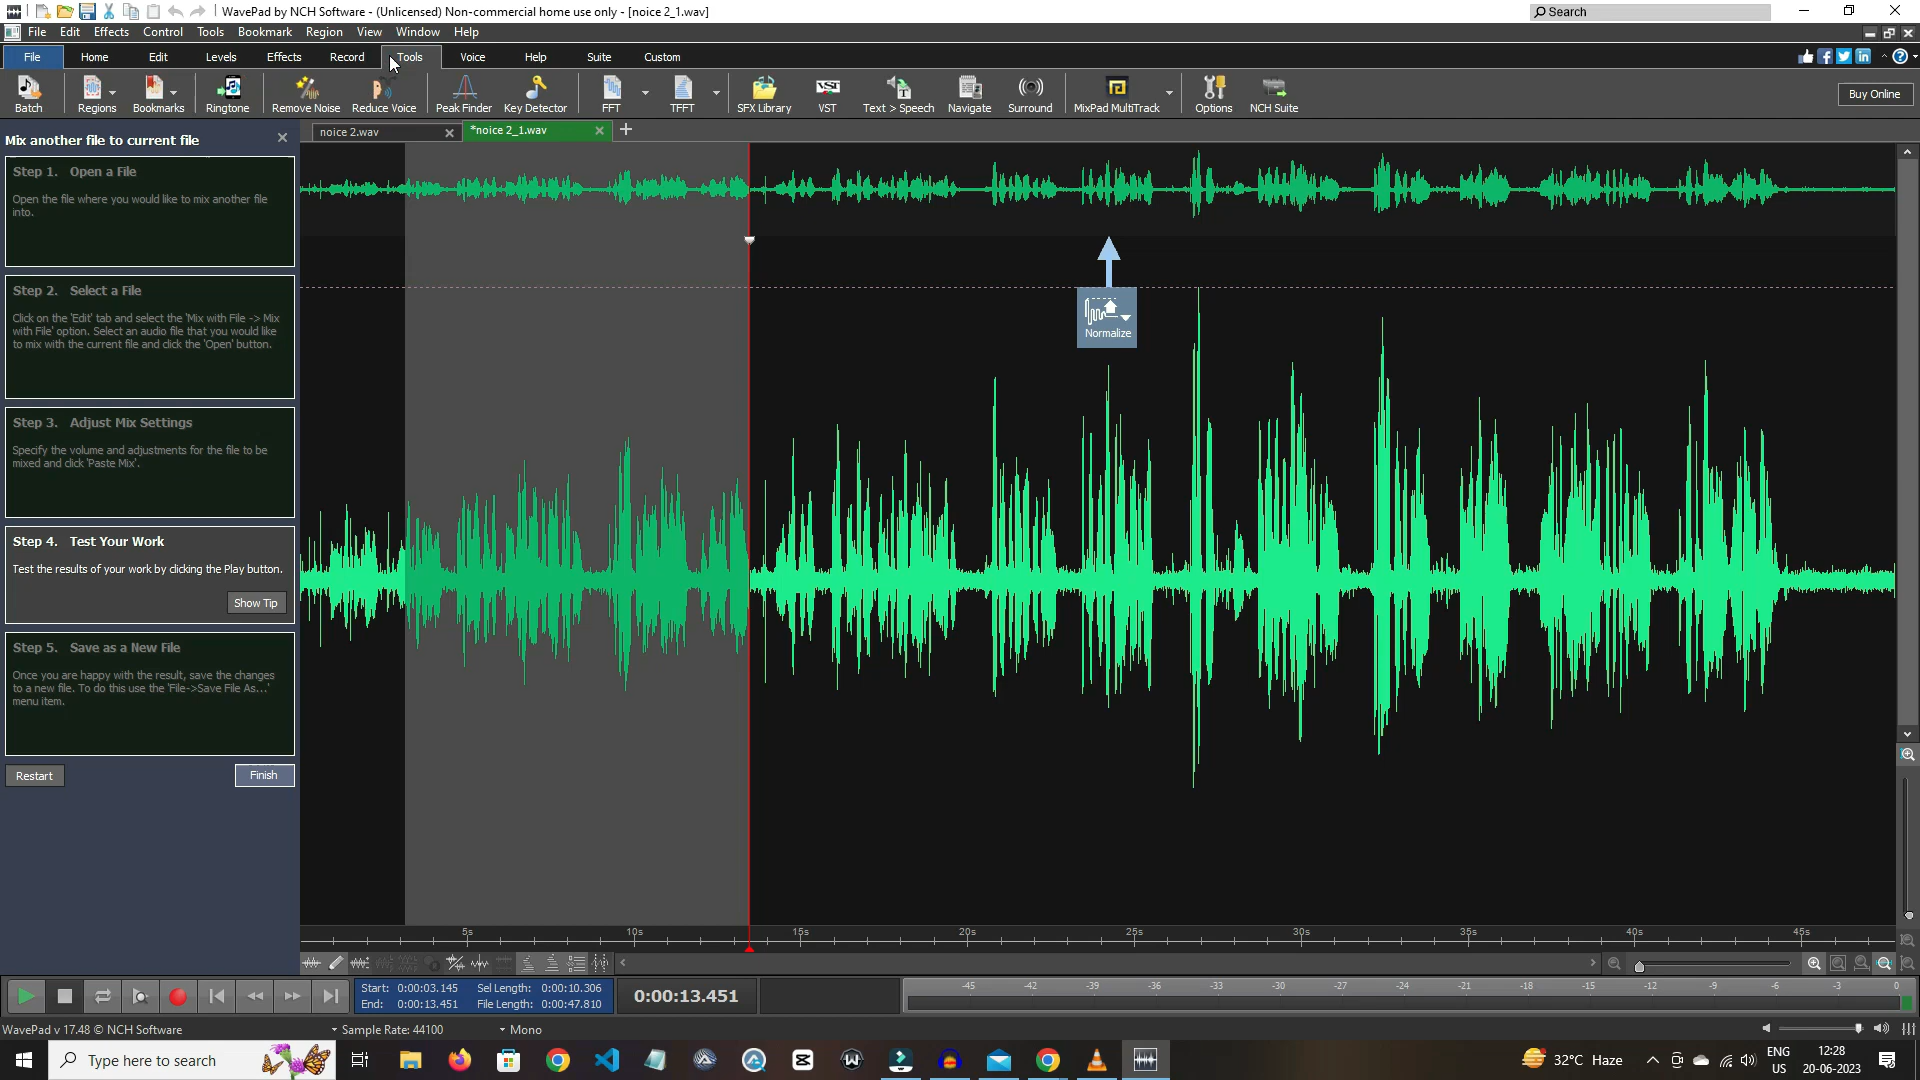 WavePad by NCH Software - (Unlicensed) Non-commercial home use only - [noice 2_1.wav]
Search
File Edit Effects Control Tools Bookmark Region View Window Help
File Home Edit Levels Effects Record Tools Voice Help Suite Custom
Batch Regions Bookmarks Ringtone Remove Noise Reduce Voice Peak Finder Key Detector FFT TFFT SFX Library VST Text > Speech Navigate Surround MixPad MultiTrack Options NCH Suite Buy Online
noice 2.wav *noice 2_1.wav
Mix another file to current file
Step 1. Open a File
Open the file where you would like to mix another file
into.
Step 2. Select a File
Click on the 'Edit' tab and select the 'Mix with File -> Mix
with File' option. Select an audio file that you would like
to mix with the current file and click the 'Open' button.
Step 3. Adjust Mix Settings
Specify the volume and adjustments for the file to be
mixed and click 'Paste Mix'.
Step 4. Test Your Work
Test the results of your work by clicking the Play button.
Show Tip
Step 5. Save as a New File
Once you are happy with the result, save the changes
to a new file. To do this use the 'File->Save File As...'
menu item.
Restart Finish
Normalize
5s 10s 15s 20s 25s 30s 35s 40s 45s
Start: 0:00:03.145 Sel Length: 0:00:10.306
End: 0:00:13.451 File Length: 0:00:47.810
0:00:13.451
-45 -42 -39 -36 -33 -30 -27 -24 -21 -18 -15 -12 -9 -6 -3 0
WavePad v 17.48 © NCH Software
Sample Rate: 44100
Mono
Type here to search
32°C Haze
ENG
US
12:28
20-06-2023